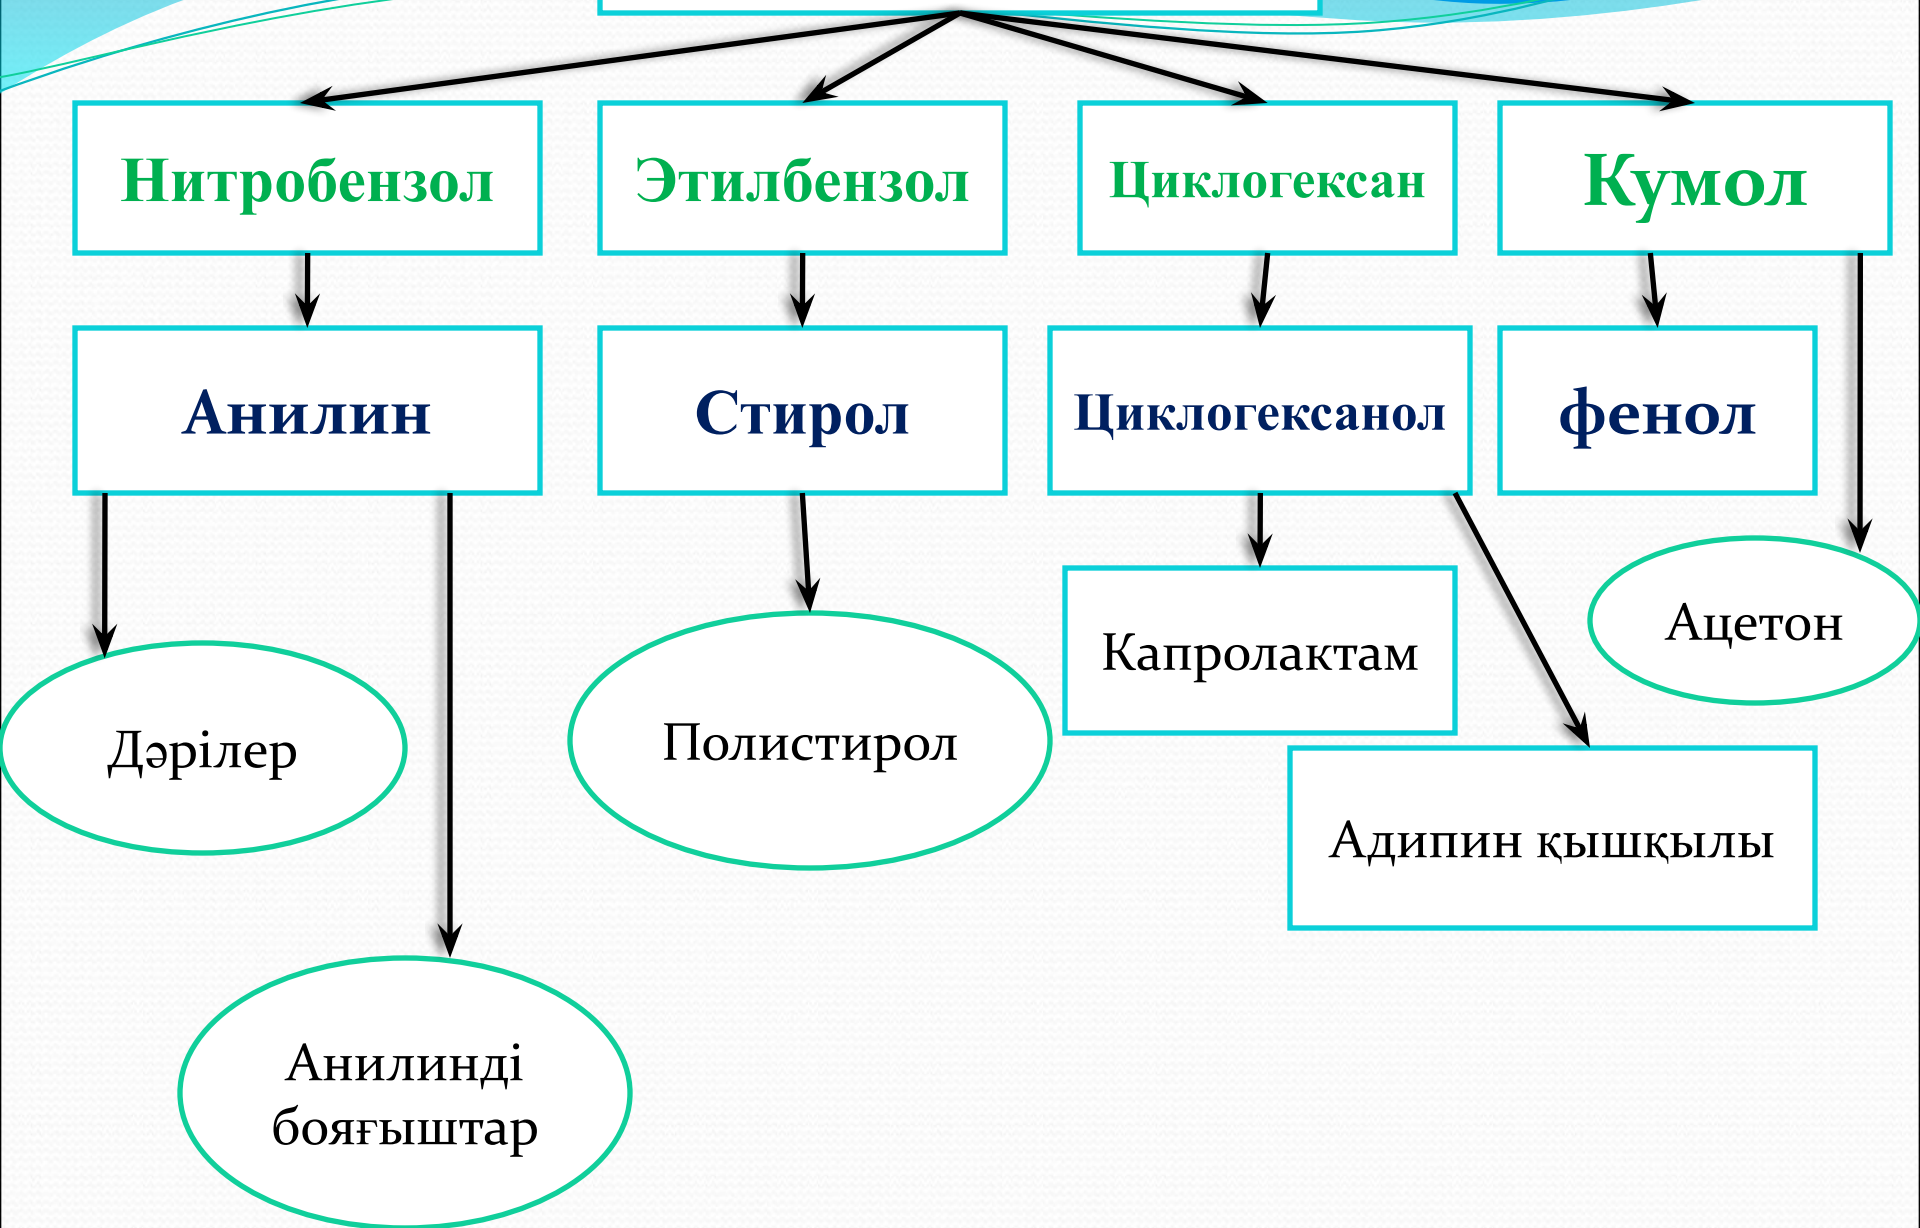 Нитробензол
Этилбензол
Циклогексан
Кумол
Анилин
Стирол
Циклогексанол
фенол
Ацетон
Капролактам
Дәрілер
Полистирол
Адипин қышқылы
Анилинді
бояғыштар